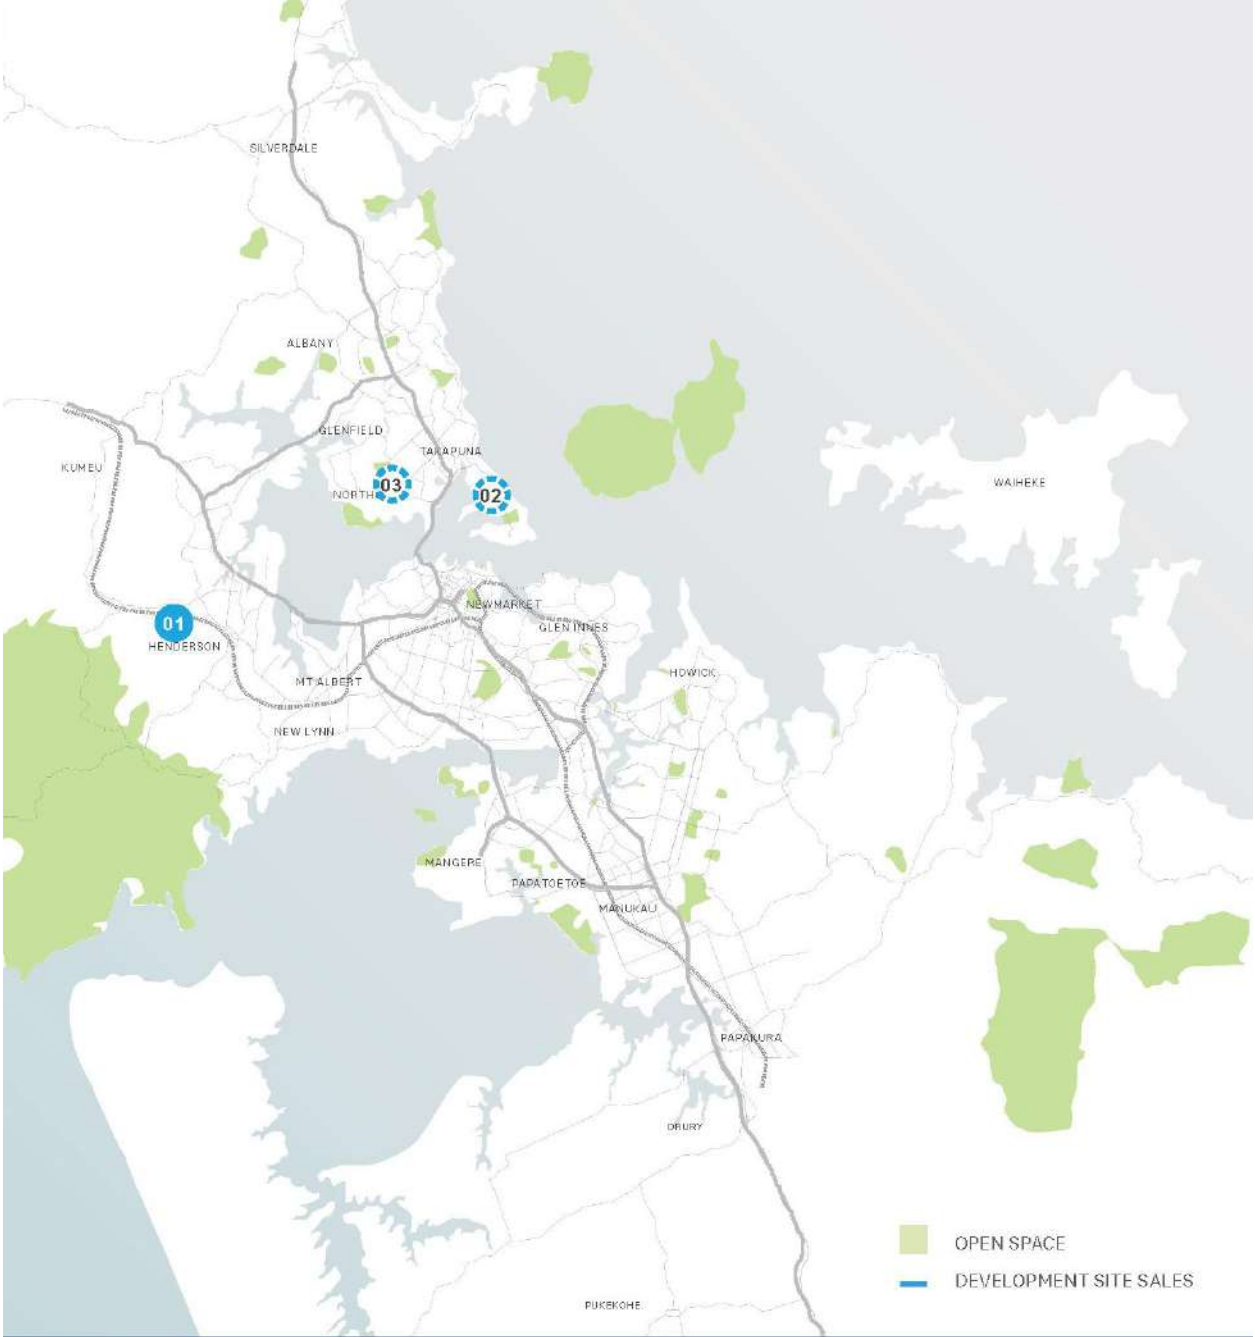 SILVERDALE
ALBANY
GLENFIELD
TAKAPUNA
KUMEU
WAIHEKE
03
02
NEWMARKET
01
GLEN INNES
HENDERSON
HOWICK
MT ALBERT
NEW LYNN
MANGERE
PAPATOETOE
MANUKAU
PAPAKURA
DRURY
OPEN SPACE
DEVELOPMENT SITE SALES
PUKEKOHE